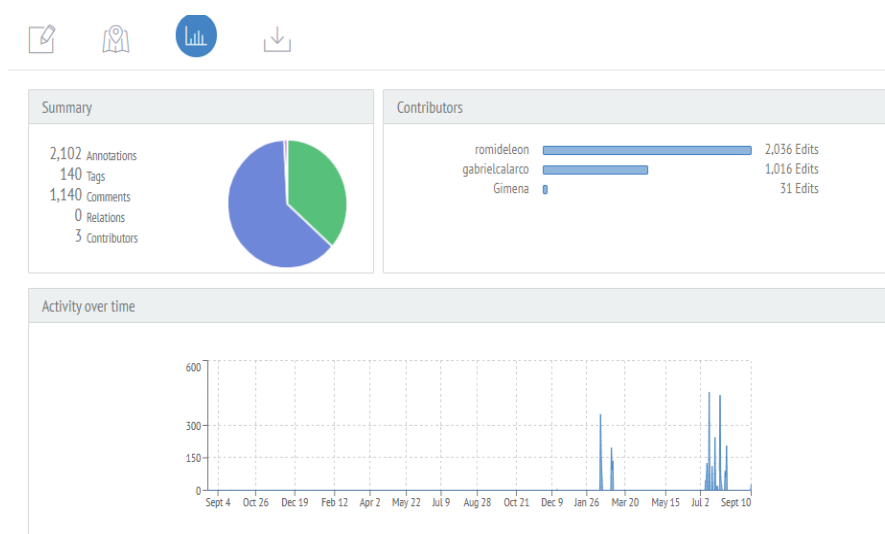 Summary
2,102 Annotations
140 Tags
1,140 Comments
0 Relations
3 Contributors
Contributors
romideleon 2,036 Edits
gabrielcalarco 1,016 Edits
Gimena 31 Edits
Activity over time
600
300
150
0
Sept 4 Oct 26 Dec 19 Feb 12 Apr 2 May 22 Jul 9 Aug 28 Oct 21 Dec 9 Jan 26 Mar 20 May 15 Jul 2 Sept 10